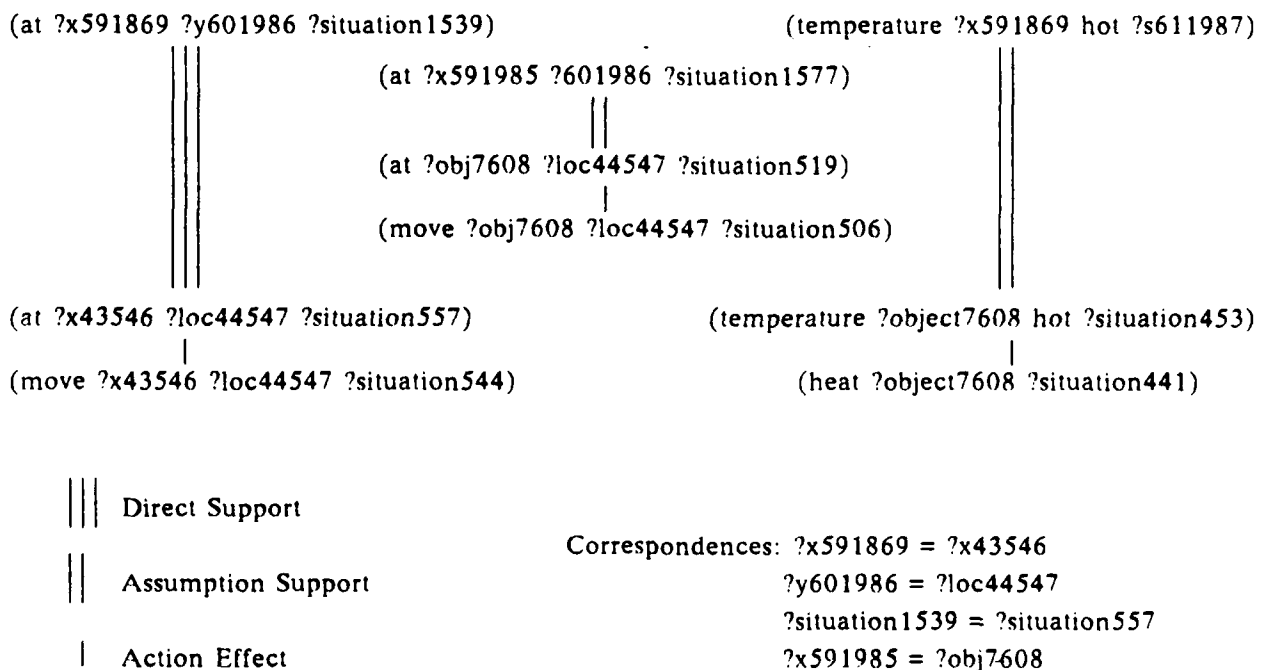 (at ?x591869 ?y601986 ?situation1539)
(temperature ?x591869 hot ?s611987)
(at ?x591985 ?601986 ?situation1577)
(at ?obj7608 ?loc44547 ?situation519)
(move ?obj7608 ?loc44547 ?situation506)
(at ?x43546 ?loc44547 ?situation557)
(temperature ?object7608 hot ?situation453)
(move ?x43546 ?loc44547 ?situation544)
(heat ?object7608 ?situation441)
Direct Support
Correspondences: ?x591869 = ?x43546
Assumption Support
?y601986 = ?loc44547
?situation1539 = ?situation557
Action Effect
?x591985 = ?obj7608